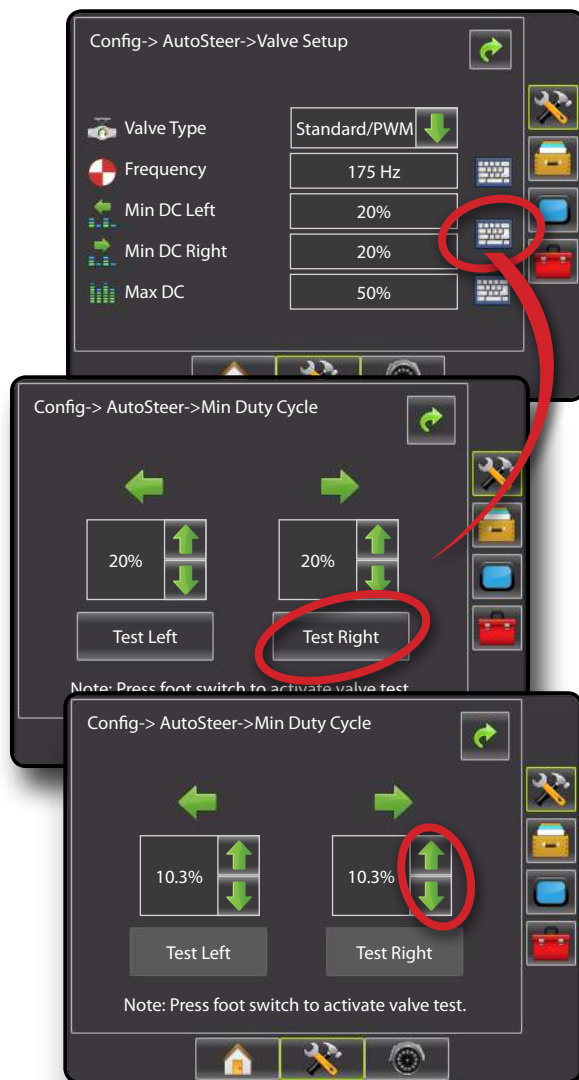 Config-> AutoSteer->Valve Setup
Valve Type
Standard/PWM
Frequency
175 Hz
Min DC Left
20%
Min DC Right
20%
Max DC
50%
Config-> AutoSteer->Min Duty Cycle
20%
20%
Test Left
Test Right
Note: Press foot switch to activate valve test
Config-> AutoSteer->Min Duty Cycle
10.3%
10.3%
Test Left
Test Right
Note: Press foot switch to activate valve test.